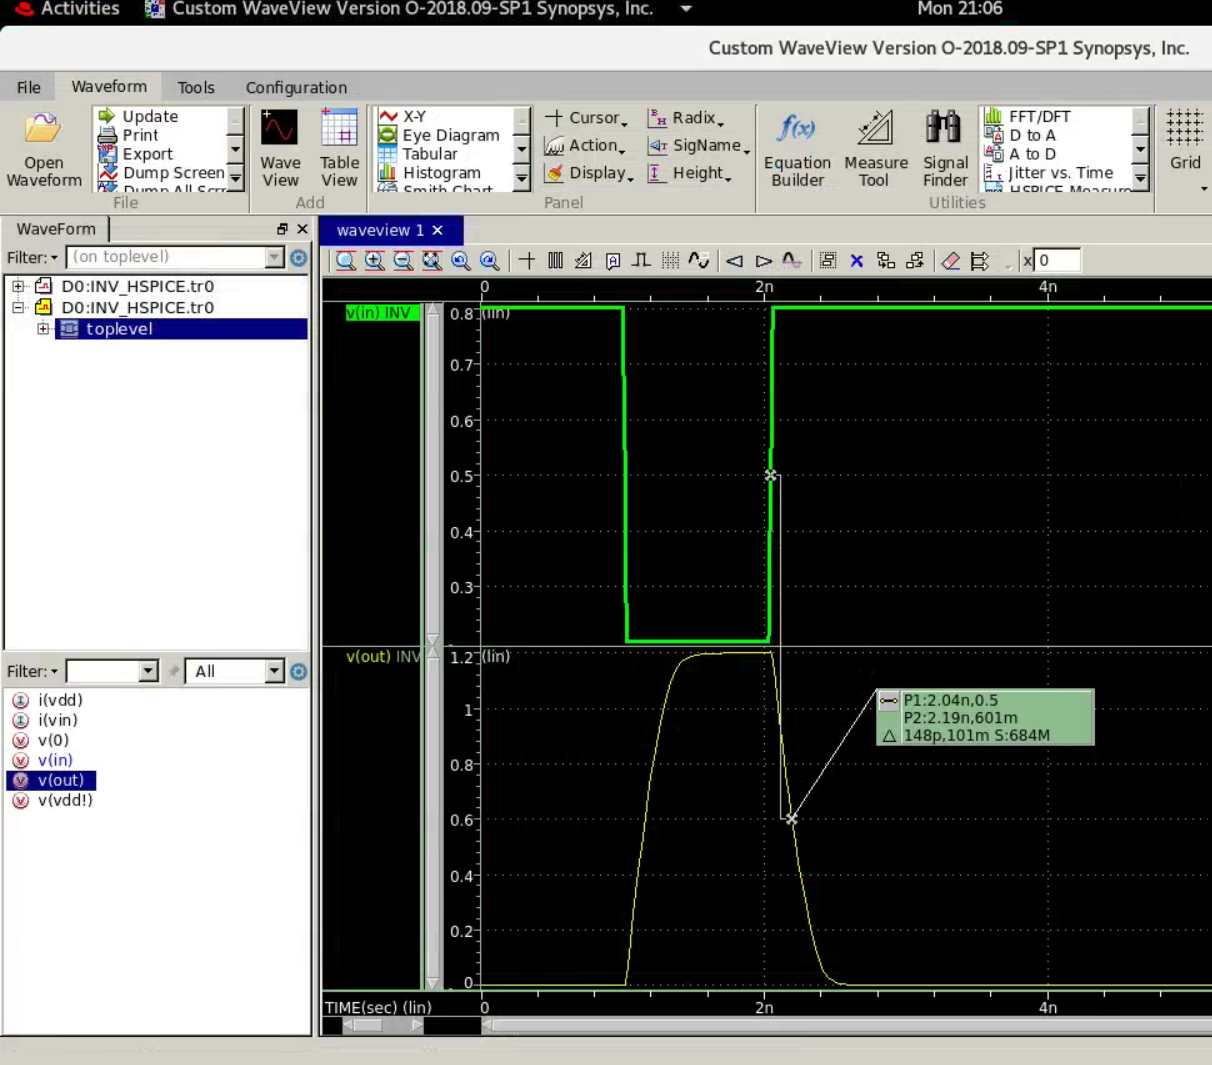 Activities Custom WaveView Version O-2018.09-SP1 Synopsys, Inc. Mon 21:06
Custom WaveView Version O-2018.09-SP1 Synopsys, Inc.
File Waveform Tools Configuration
Open Waveform
Update
Print
Export
Dump Screen
Dump All Scr
File
Wave View
Table View
Add
X-Y
Eye Diagram
Tabular
Histogram
Smith Chart
Cursor
Action
Display
Radix
SigName
Height
Panel
Equation Builder
Measure Tool
Signal Finder
FFT/DFT
D to A
A to D
Jitter vs. Time
HSPICE Measure
Utilities
Grid
WaveForm
Filter: (on toplevel)
D0:INV_HSPICE.tr0
D0:INV_HSPICE.tr0
toplevel
Filter: All
i(vdd)
i(vin)
v(0)
v(in)
v(out)
v(vdd!)
waveview 1
x 0
0 2n 4n
v(in) INV
0.8 (lin)
0.7
0.6
0.5
0.4
0.3
v(out) INV
1.2 (lin)
1
0.8
0.6
0.4
0.2
0
P1:2.04n,0.5
P2:2.19n,601m
△ 148p,101m S:684M
TIME(sec) (lin) 0 2n 4n